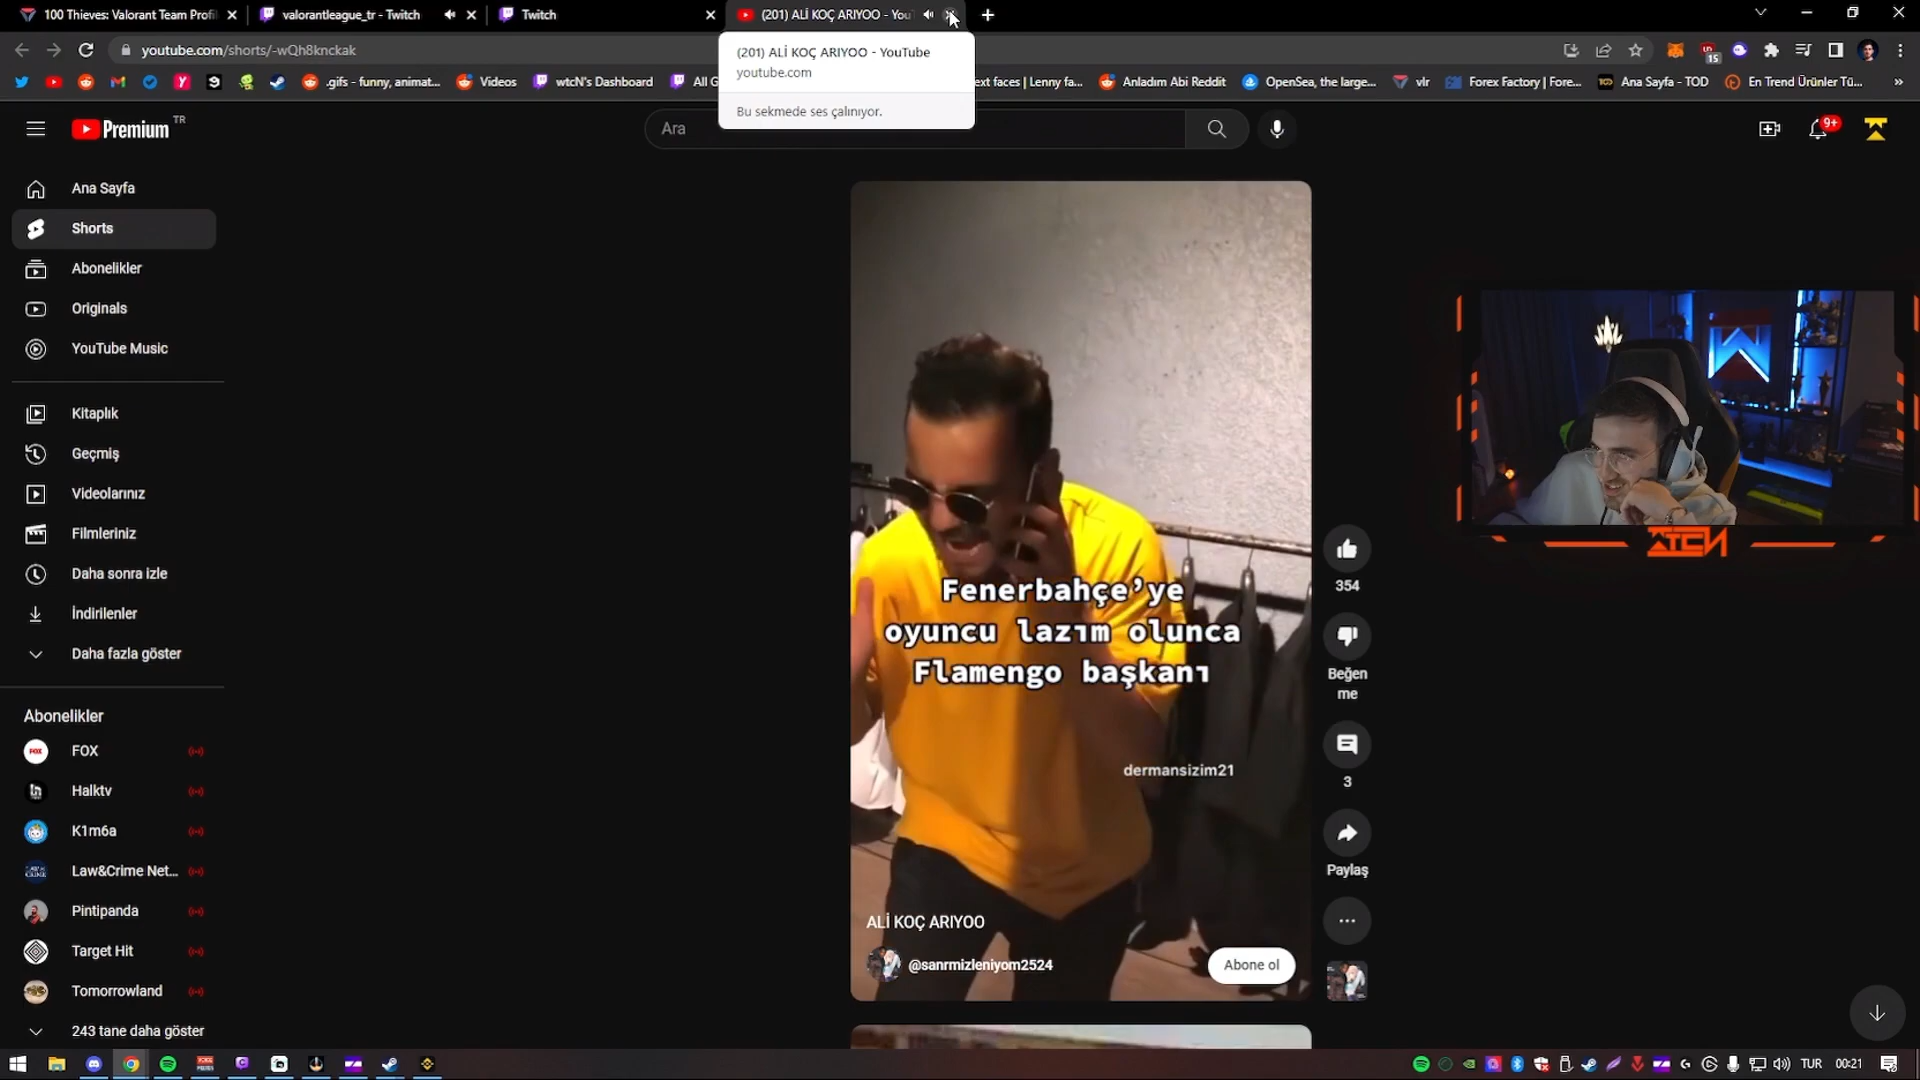 100 Thieves: Valorant Team Profil
valorantleague_tr - Twitch
Twitch
(201) ALİ KOÇ ARIYOO - You
youtube.com/shorts/-wQh8knckak
(201) ALİ KOÇ ARIYOO - YouTube
youtube.com
Bu sekmede ses çalınıyor.
15
.gifs - funny, animat...
Videos
wtcN's Dashboard
All G
ext faces | Lenny fa...
Anladım Abi Reddit
OpenSea, the large...
vlr
Forex Factory | Fore...
Ana Sayfa - TOD
En Trend Ürünler Tü...
»
Premium TR
Ara
9+
Ana Sayfa
Shorts
Abonelikler
Originals
YouTube Music
Kitaplık
Geçmiş
Videolarınız
Filmleriniz
Daha sonra izle
İndirilenler
Daha fazla göster
Abonelikler
FOX
Halktv
K1m6a
Law&Crime Net...
Pintipanda
Target Hit
Tomorrowland
243 tane daha göster
Fenerbahçe’ye
oyuncu lazım olunca
Flamengo başkanı
dermansizim21
ALİ KOÇ ARIYOO
@sanrmizleniyom2524
Abone ol
354
Beğen
me
3
Paylaş
WTCN
TUR
00:21